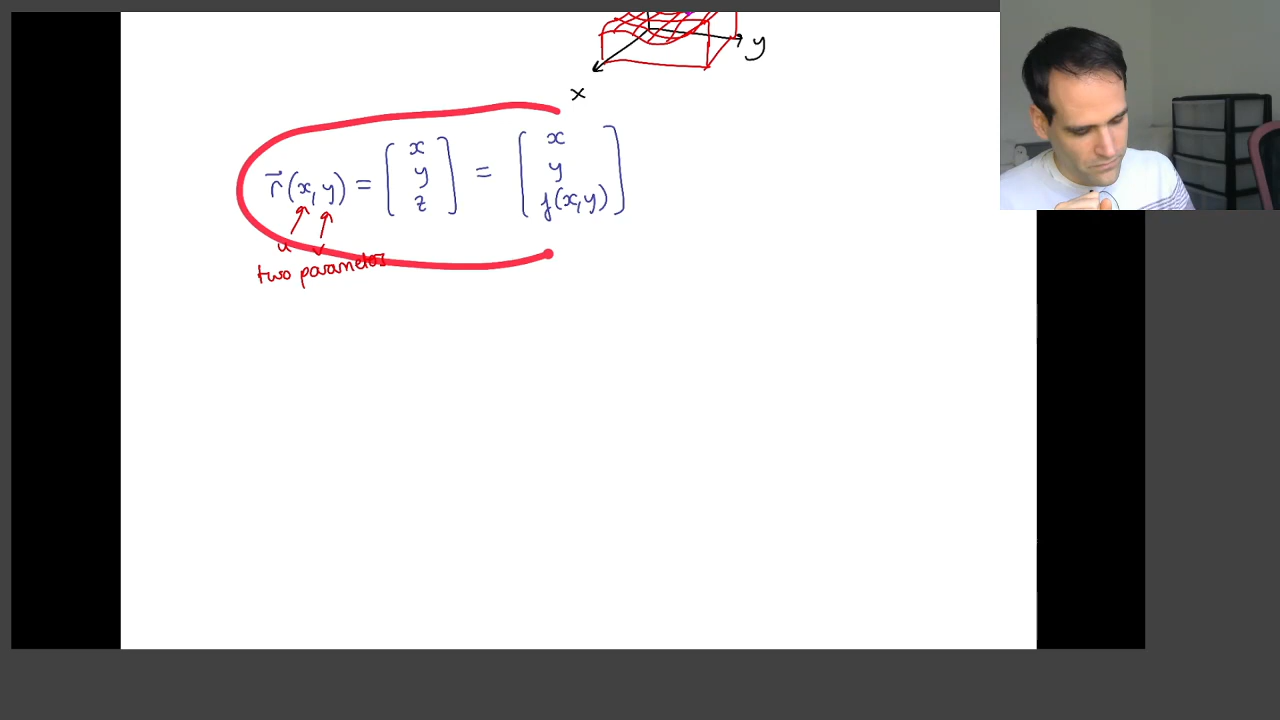 y
x
r⃗(x, y) = [x y z] = [x y f(x,y)]
u v
two parameters